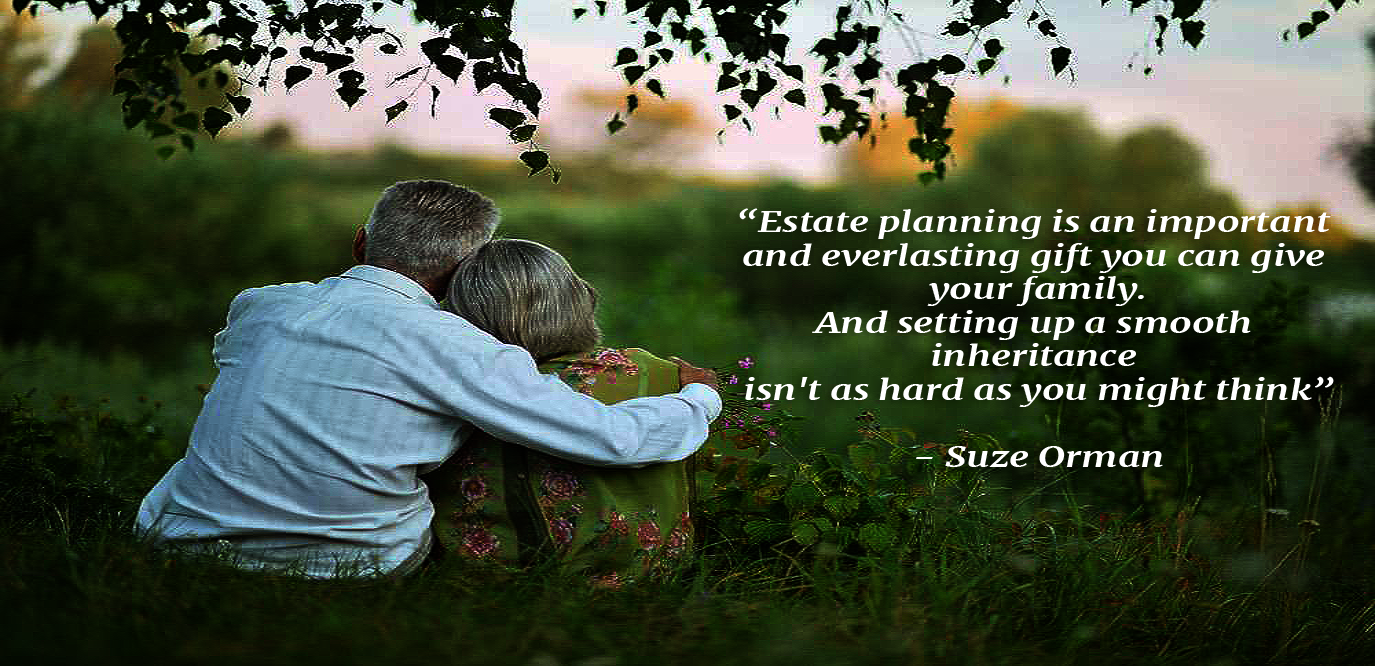 “Estate planning is an important
and everlasting gift you can give
your family.
And setting up a smooth
inheritance
isn't as hard as you might think”
– Suze Orman